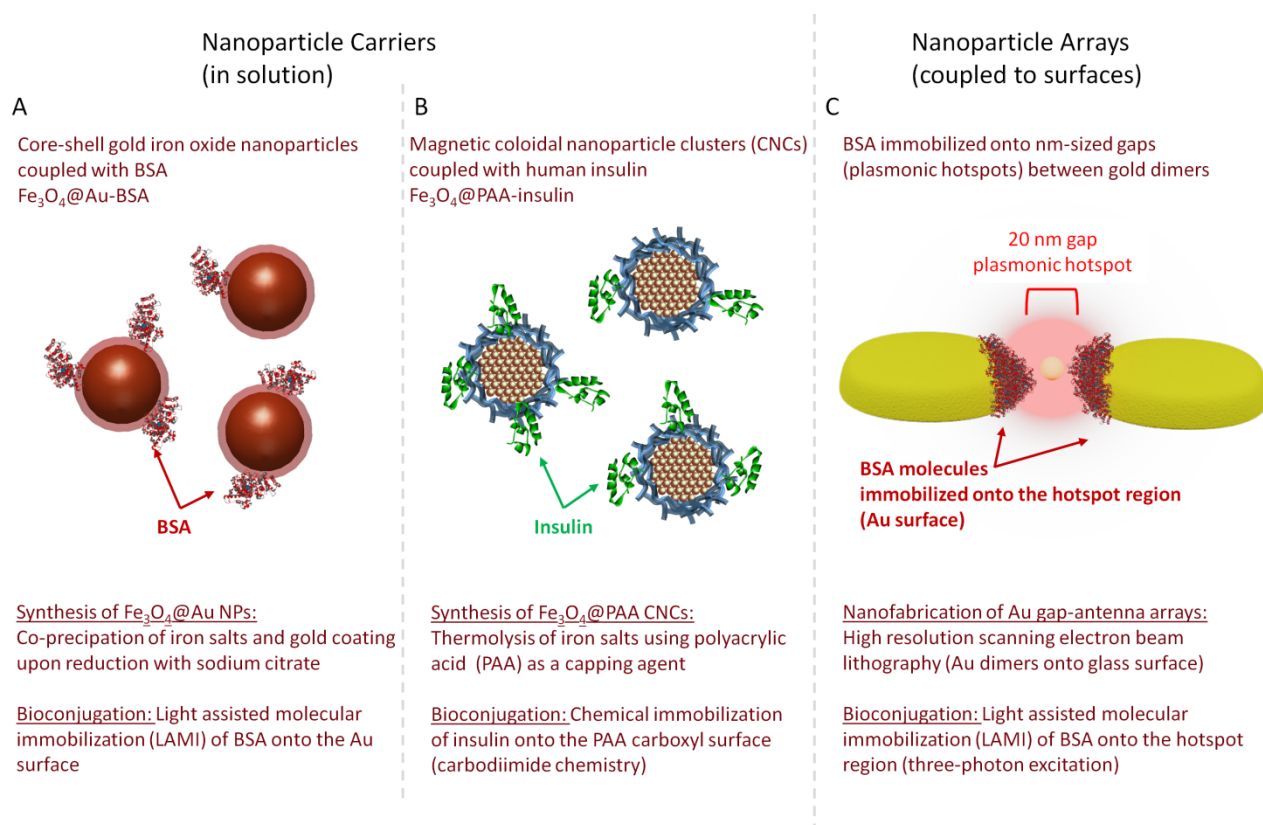 Nanoparticle Carriers
(in solution)
Nanoparticle Arrays
(coupled to surfaces)
A
Core-shell gold iron oxide nanoparticles
coupled with BSA
Fe₃O₄@Au-BSA
BSA
Synthesis of Fe₃O₄@Au NPs:
Co-precipation of iron salts and gold coating
upon reduction with sodium citrate
Bioconjugation: Light assisted molecular
immobilization (LAMI) of BSA onto the Au
surface
B
Magnetic coloidal nanoparticle clusters (CNCs)
coupled with human insulin
Fe₃O₄@PAA-insulin
Insulin
Synthesis of Fe₃O₄@PAA CNCs:
Thermolysis of iron salts using polyacrylic
acid (PAA) as a capping agent
Bioconjugation: Chemical immobilization
of insulin onto the PAA carboxyl surface
(carbodiimide chemistry)
C
BSA immobilized onto nm-sized gaps
(plasmonic hotspots) between gold dimers
20 nm gap
plasmonic hotspot
BSA molecules
immobilized onto the hotspot region
(Au surface)
Nanofabrication of Au gap-antenna arrays:
High resolution scanning electron beam
lithography (Au dimers onto glass surface)
Bioconjugation: Light assisted molecular
immobilization (LAMI) of BSA onto the hotspot
region (three-photon excitation)